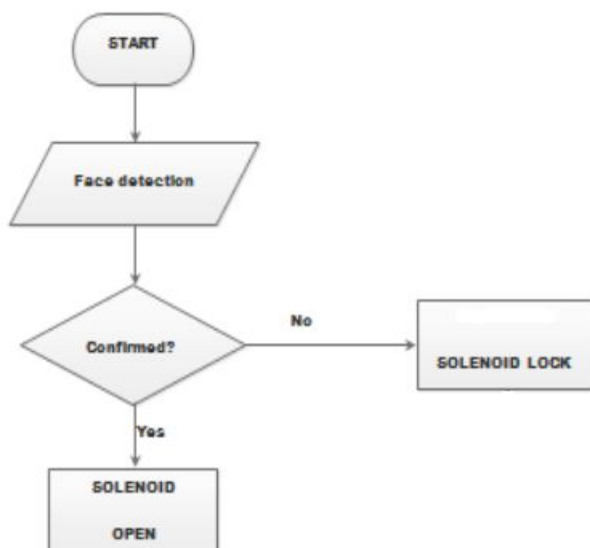 START
Face detection
Confirmed?
No
SOLENOID LOCK
Yes
SOLENOID
OPEN